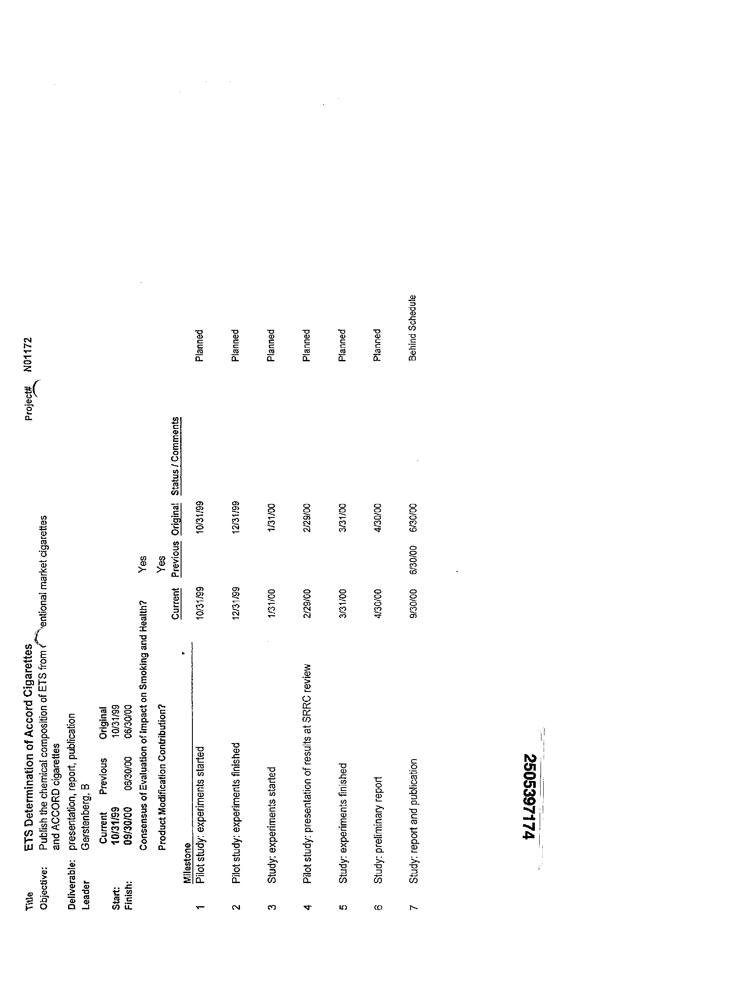 Title ETS Determination of Accord Cigarettes Project# N01172
Objective: Publish the chemical composition of ETS from entional market cigarettes
and ACCORD cigarettes
Deliverable: presentation, report, publication
Leader Gerstenberg, B
Current Previous Original
Start: 10/31/99 10/31/99
Finish: 09/30/00 06/30/00 06/30/00
Consensus of Evaluation of Impact on Smoking and Health? Yes
Product Modification Contribution? Yes
Milestone Current Previous Original Status / Comments
1 Pilot study: experiments started 10/31/99 10/31/99 Planned
2 Pilot study: experiments finished 12/31/99 12/31/99 Planned
3 Study: experiments started 1/31/00 1/31/00 Planned
4 Pilot study: presentation of results at SRRC review 2/29/00 2/29/00 Planned
5 Study: experiments finished 3/31/00 3/31/00 Planned
6 Study: preliminary report 4/30/00 4/30/00 Planned
7 Study: report and publication 9/30/00 6/30/00 6/30/00 Behind Schedule
2505397174